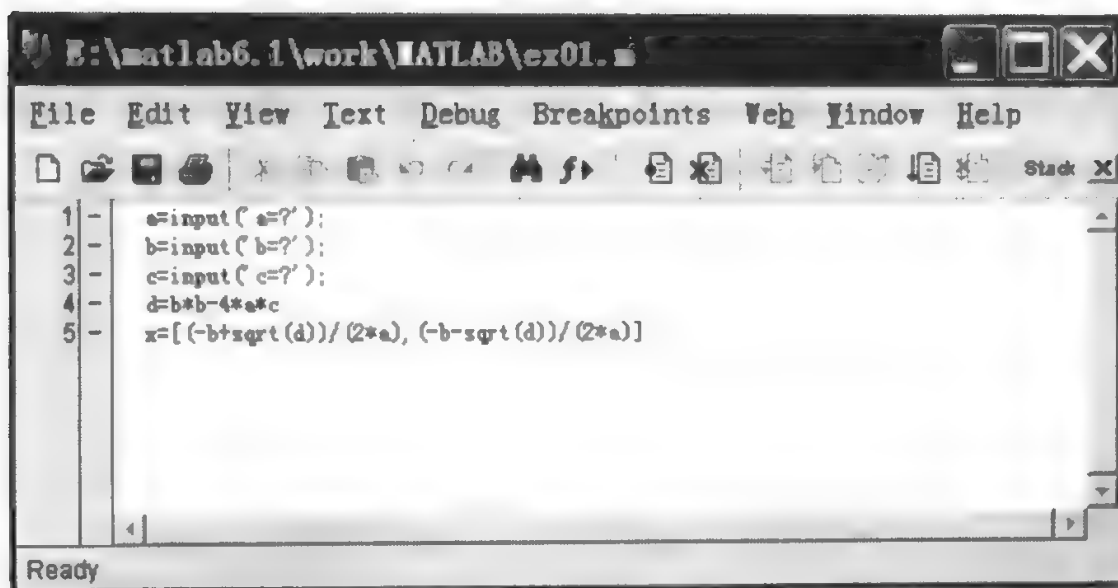 E:\matlab6.1\work\MATLAB\ex01.m
File Edit View Text Debug Breakpoints Web Window Help
Stack
1 - a=input('a=?');
2 - b=input('b=?');
3 - c=input('c=?');
4 - d=b*b-4*a*c
5 - x=[(-b+sqrt(d))/(2*a),(-b-sqrt(d))/(2*a)]
Ready